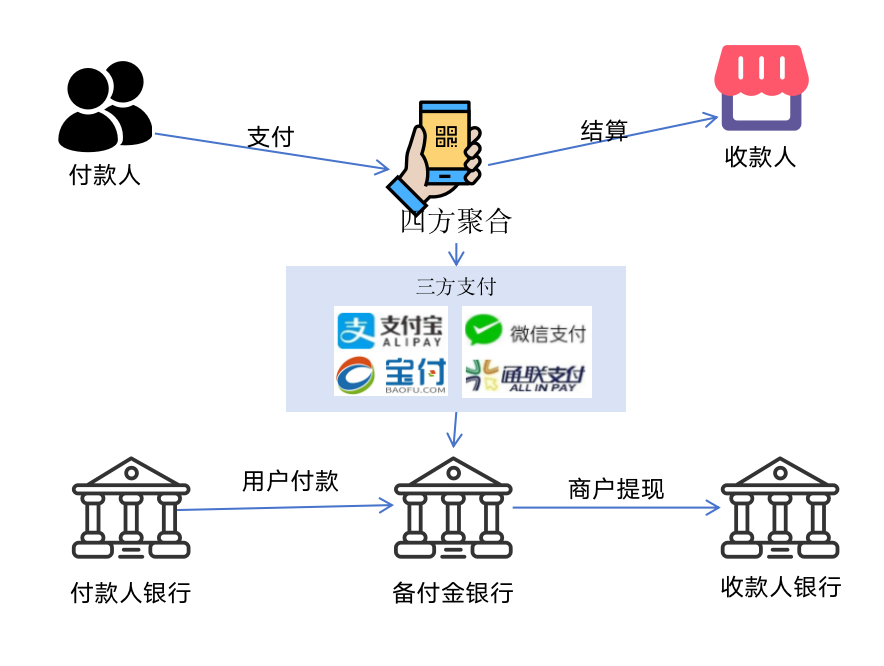 付款人
支付
结算
收款人
四方聚合
三方支付
支付宝
ALIPAY
微信支付
宝付
BAOFU.COM
通联支付
ALL IN PAY
用户付款
商户提现
付款人银行
备付金银行
收款人银行